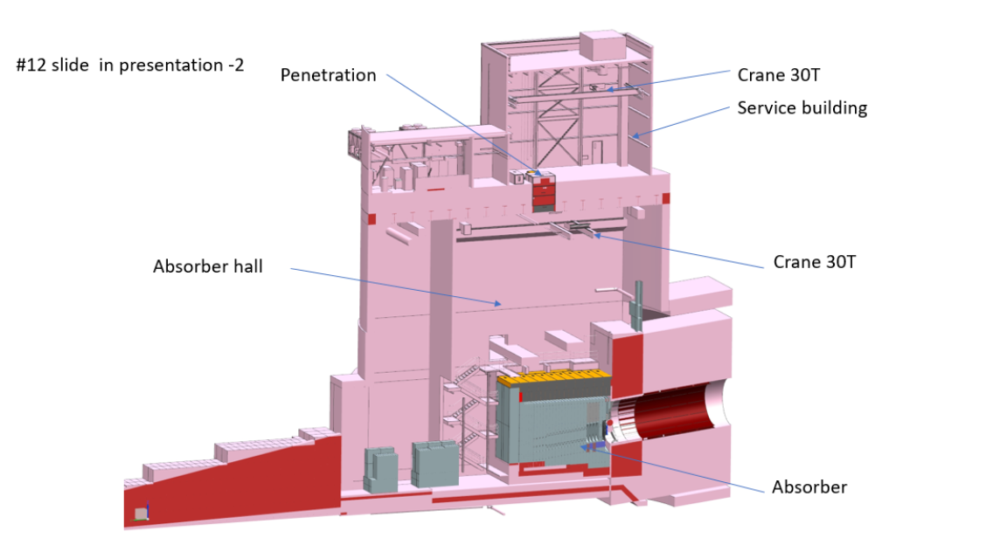 #12 slide in presentation -2
Penetration
Crane 30T
Service building
Absorber hall
Crane 30T
Absorber